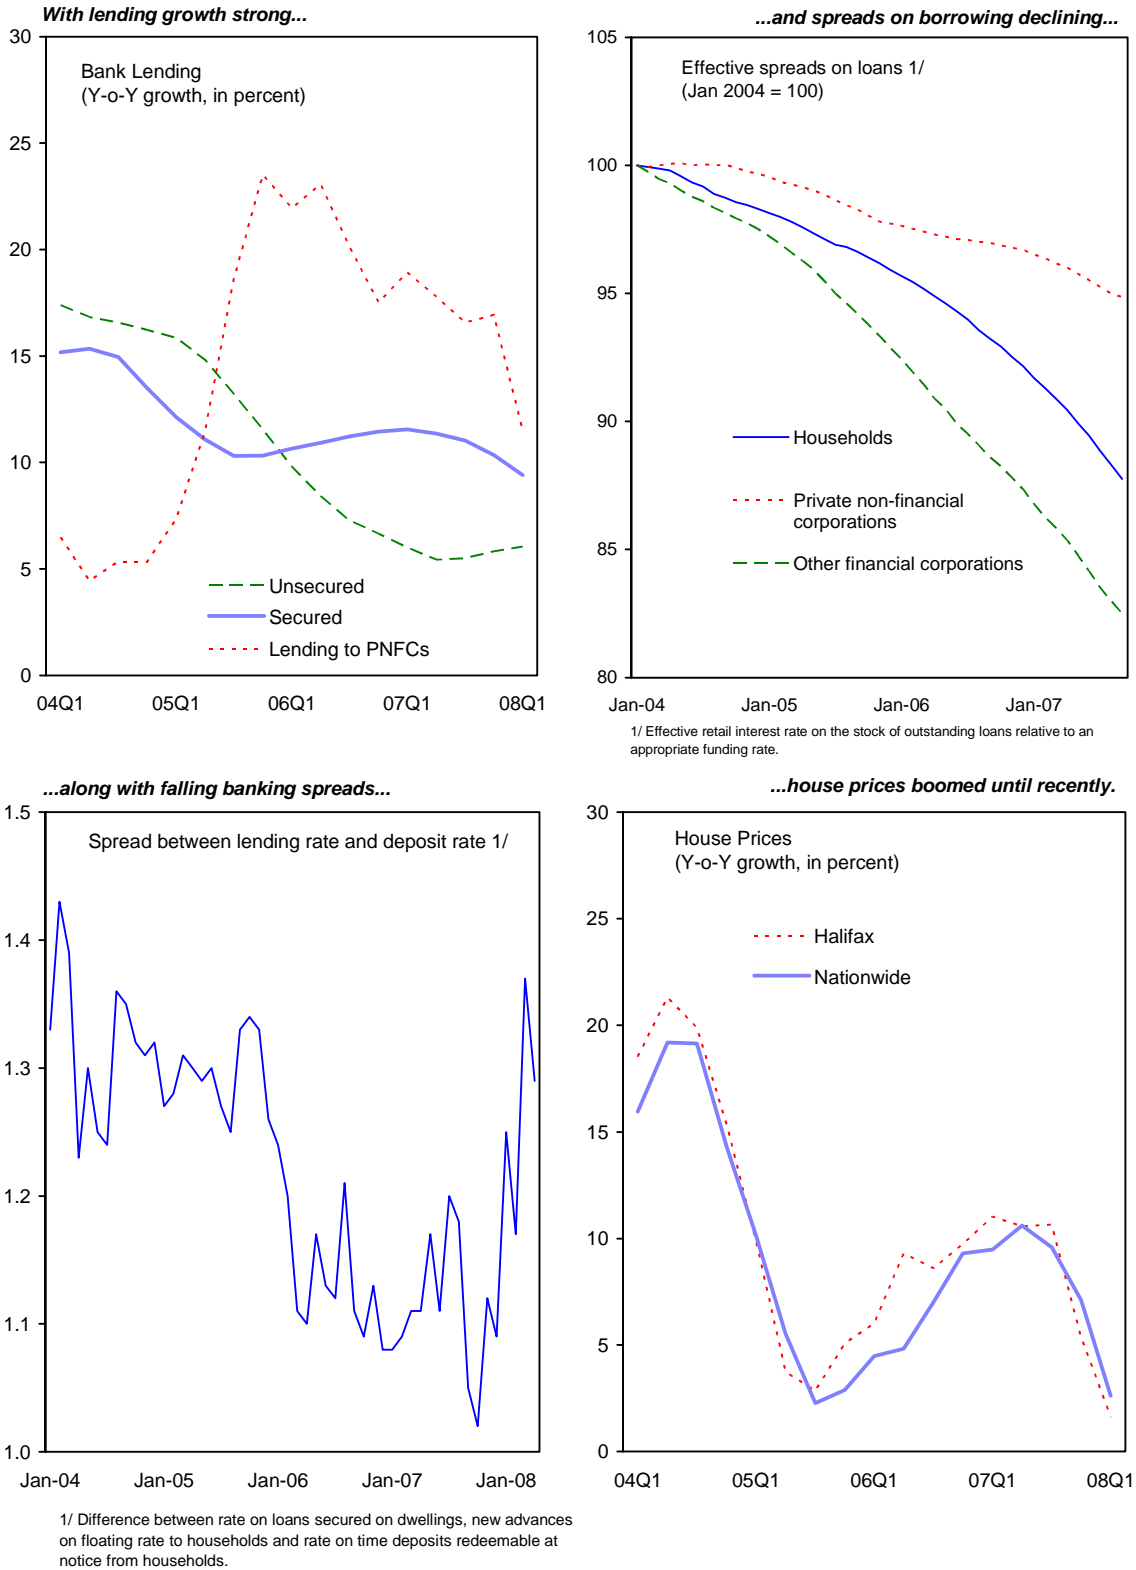 With lending growth strong...
30
25
20
15
10
5
0
Bank Lending
(Y-o-Y growth, in percent)
Unsecured
Secured
Lending to PNFCs
04Q1 05Q1 06Q1 07Q1 08Q1
...and spreads on borrowing declining...
105
100
95
90
85
80
Effective spreads on loans 1/
(Jan 2004 = 100)
Households
Private non-financial
corporations
Other financial corporations
Jan-04 Jan-05 Jan-06 Jan-07
1/ Effective retail interest rate on the stock of outstanding loans relative to an
appropriate funding rate.
...along with falling banking spreads...
1.5
1.4
1.3
1.2
1.1
1.0
Spread between lending rate and deposit rate 1/
Jan-04 Jan-05 Jan-06 Jan-07 Jan-08
1/ Difference between rate on loans secured on dwellings, new advances
on floating rate to households and rate on time deposits redeemable at
notice from households.
...house prices boomed until recently.
30
25
20
15
10
5
0
House Prices
(Y-o-Y growth, in percent)
Halifax
Nationwide
04Q1 05Q1 06Q1 07Q1 08Q1